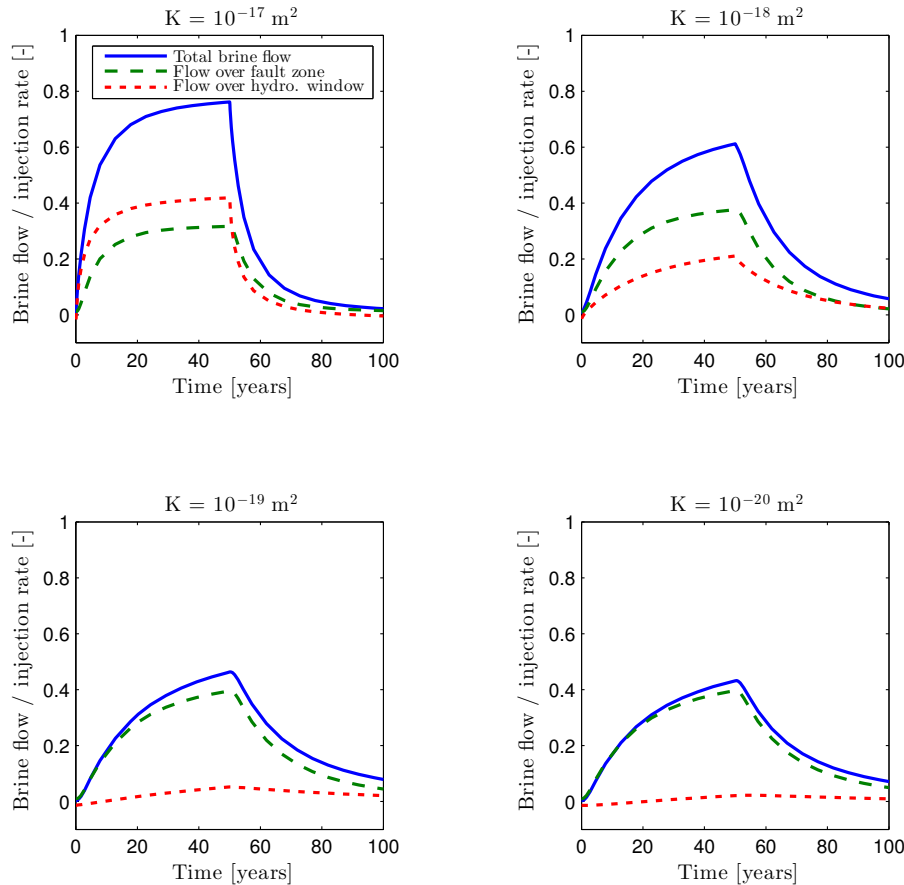 K = 10⁻¹⁷ m²
Brine flow / injection rate [-]
1
0.8
0.6
0.4
0.2
0
Total brine flow
Flow over fault zone
Flow over hydro. window
0 20 40 60 80 100
Time [years]
K = 10⁻¹⁸ m²
Brine flow / injection rate [-]
1
0.8
0.6
0.4
0.2
0
0 20 40 60 80 100
Time [years]
K = 10⁻¹⁹ m²
Brine flow / injection rate [-]
1
0.8
0.6
0.4
0.2
0
0 20 40 60 80 100
Time [years]
K = 10⁻²⁰ m²
Brine flow / injection rate [-]
1
0.8
0.6
0.4
0.2
0
0 20 40 60 80 100
Time [years]